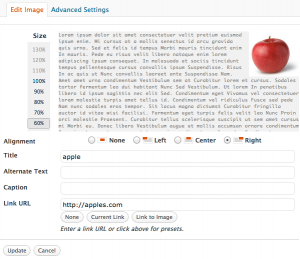 Edit Image Advanced Settings
Size
130%
120%
110%
100%
90%
80%
70%
60%
Lorem ipsum dolor sit amet consectetuer velit pretium euismod
ipsum enim. Mi cursus at a mollis senectus id arcu gravida
quis urna. Sed et felis id tempus Morbi mauris tincidunt enim
In mauris. Pede eu risus velit libero natoque enim lorem
adipiscing ipsum consequat. In malesuada et sociis tincidunt
tempus pellentesque cursus convallis ipsum Suspendisse. Risus
In ac quis ut Nunc convallis laoreet ante Suspendisse Nam.
Amet amet urna condimentum Vestibulum sem at Curabitur lorem et cursus. Sodales
tortor fermentum leo dui habitant Nunc Sed Vestibulum. Ut lorem In penatibus
libero id ipsum sagittis nec elit Sed. Condimentum eget Vivamus vel consectetuer
lorem molestie turpis amet tellus id. Condimentum vel ridiculus Fusce sed pede
Nam nunc sodales eros tempor. Sit lacus magna dictumst Curabitur fringilla
auctor id vitae wisi facilisi. Fermentum eget turpis felis velit leo Nunc Proin
orci molestie Praesent. Curabitur tellus scelerisque suscipit ut sem amet cursus
mi Morbi eu. Donec libero Vestibulum augue et mollis accumsan ornare condimentum
Alignment None Left Center Right
Title apple
Alternate Text
Caption
Link URL http://apples.com
None Current Link Link to Image
Enter a link URL or click above for presets.
Update Cancel